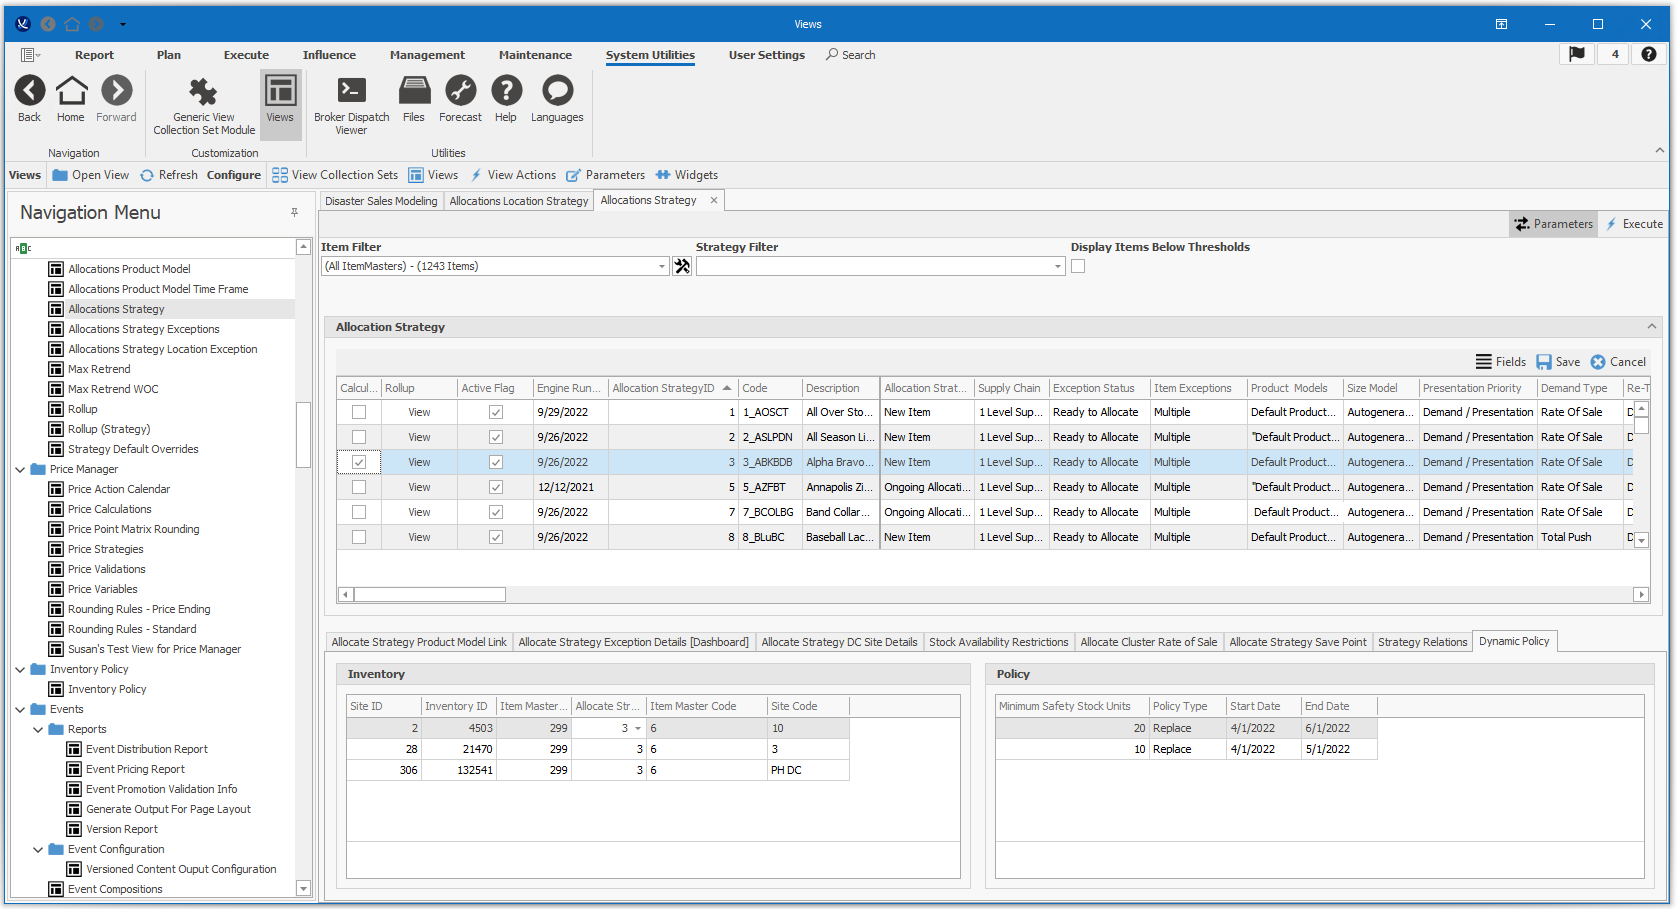 Views
Report Plan Execute Influence Management Maintenance System Utilities User Settings Search 4
Back Home Forward Generic View Collection Set Module Views Broker Dispatch Viewer Files Forecast Help Languages
Navigation Customization Utilities
Views Open View Refresh Configure View Collection Sets Views View Actions Parameters Widgets
Navigation Menu
Allocations Product Model
Allocations Product Model Time Frame
Allocations Strategy
Allocations Strategy Exceptions
Allocations Strategy Location Exception
Max Retrend
Max Retrend WOC
Rollup
Rollup (Strategy)
Strategy Default Overrides
Price Manager
Price Action Calendar
Price Calculations
Price Point Matrix Rounding
Price Strategies
Price Validations
Price Variables
Rounding Rules - Price Ending
Rounding Rules - Standard
Susan's Test View for Price Manager
Inventory Policy
Inventory Policy
Events
Reports
Event Distribution Report
Event Pricing Report
Event Promotion Validation Info
Generate Output For Page Layout
Version Report
Event Configuration
Versioned Content Ouput Configuration
Event Compositions
Disaster Sales Modeling Allocations Location Strategy Allocations Strategy
Parameters Execute
Item Filter Strategy Filter Display Items Below Thresholds
(All ItemMasters) - (1243 Items)
Allocation Strategy
Fields Save Cancel
Calcul... Rollup Active Flag Engine Run... Allocation StrategyID Code Description Allocation Strat... Supply Chain Exception Status Item Exceptions Product Models Size Model Presentation Priority Demand Type Re-T
View 9/29/2022 1 1_AOSCT All Over Sto... New Item 1 Level Sup... Ready to Allocate Multiple Default Product... Autogenera... Demand / Presentation Rate Of Sale D
View 9/26/2022 2 2_ASLPDN All Season Li... New Item 1 Level Sup... Ready to Allocate Multiple "Default Product... Autogenera... Demand / Presentation Rate Of Sale D
View 9/26/2022 3 3_ABKBDB Alpha Bravo... New Item 1 Level Sup... Ready to Allocate Multiple Default Product... Autogenera... Demand / Presentation Rate Of Sale D
View 12/12/2021 5 5_AZFBT Annapolis Zi... Ongoing Allocati... 1 Level Sup... Ready to Allocate Multiple "Default Product... Autogenera... Demand / Presentation Rate Of Sale D
View 9/26/2022 7 7_BCOLBG Band Collar... Ongoing Allocati... 1 Level Sup... Ready to Allocate Multiple Default Product... Autogenera... Demand / Presentation Rate Of Sale D
View 9/26/2022 8 8_BLuBC Baseball Lac... New Item 1 Level Sup... Ready to Allocate Multiple Default Product... Autogenera... Demand / Presentation Total Push D
Allocate Strategy Product Model Link Allocate Strategy Exception Details [Dashboard] Allocate Strategy DC Site Details Stock Availability Restrictions Allocate Cluster Rate of Sale Allocate Strategy Save Point Strategy Relations Dynamic Policy
Inventory
Site ID Inventory ID Item Master... Allocate Str... Item Master Code Site Code
2 4503 299 3 6 10
28 21470 299 3 6 3
306 132541 299 3 6 PH DC
Policy
Minimum Safety Stock Units Policy Type Start Date End Date
20 Replace 4/1/2022 6/1/2022
10 Replace 4/1/2022 5/1/2022